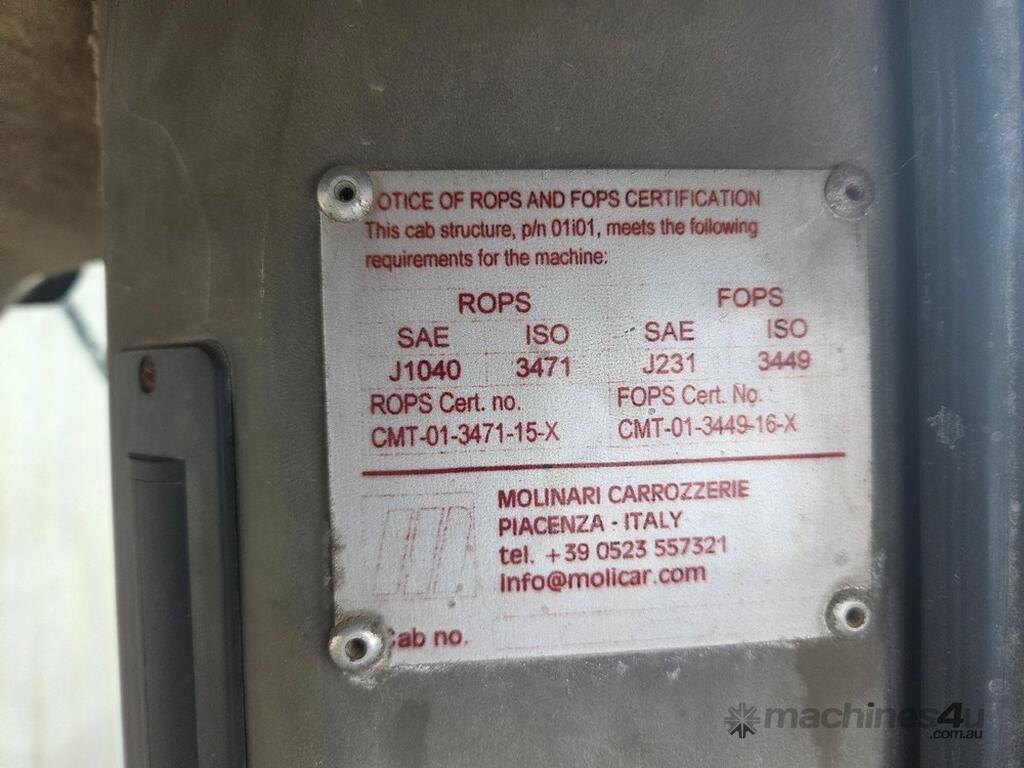 OTICE OF ROPS AND FOPS CERTIFICATION
This cab structure, p/n 01i01, meets the following
requirements for the machine:
ROPS FOPS
SAE ISO SAE ISO
J1040 3471 J231 3449
ROPS Cert. no. FOPS Cert. No.
CMT-01-3471-15-X CMT-01-3449-16-X
MOLINARI CARROZZERIE
PIACENZA - ITALY
tel. +39 0523 557321
info@molicar.com
Cab no.
machines4u
.com.au